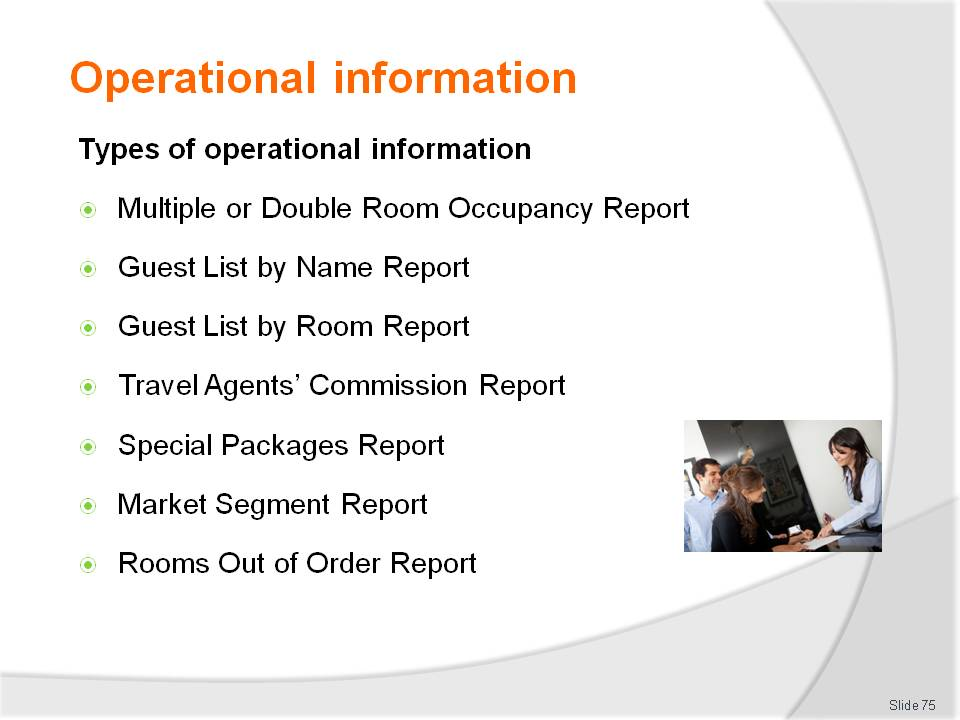 Operational information
Types of operational information
Multiple or Double Room Occupancy Report
Guest List by Name Report
Guest List by Room Report
Travel Agents’ Commission Report
Special Packages Report
Market Segment Report
Rooms Out of Order Report
Slide 75